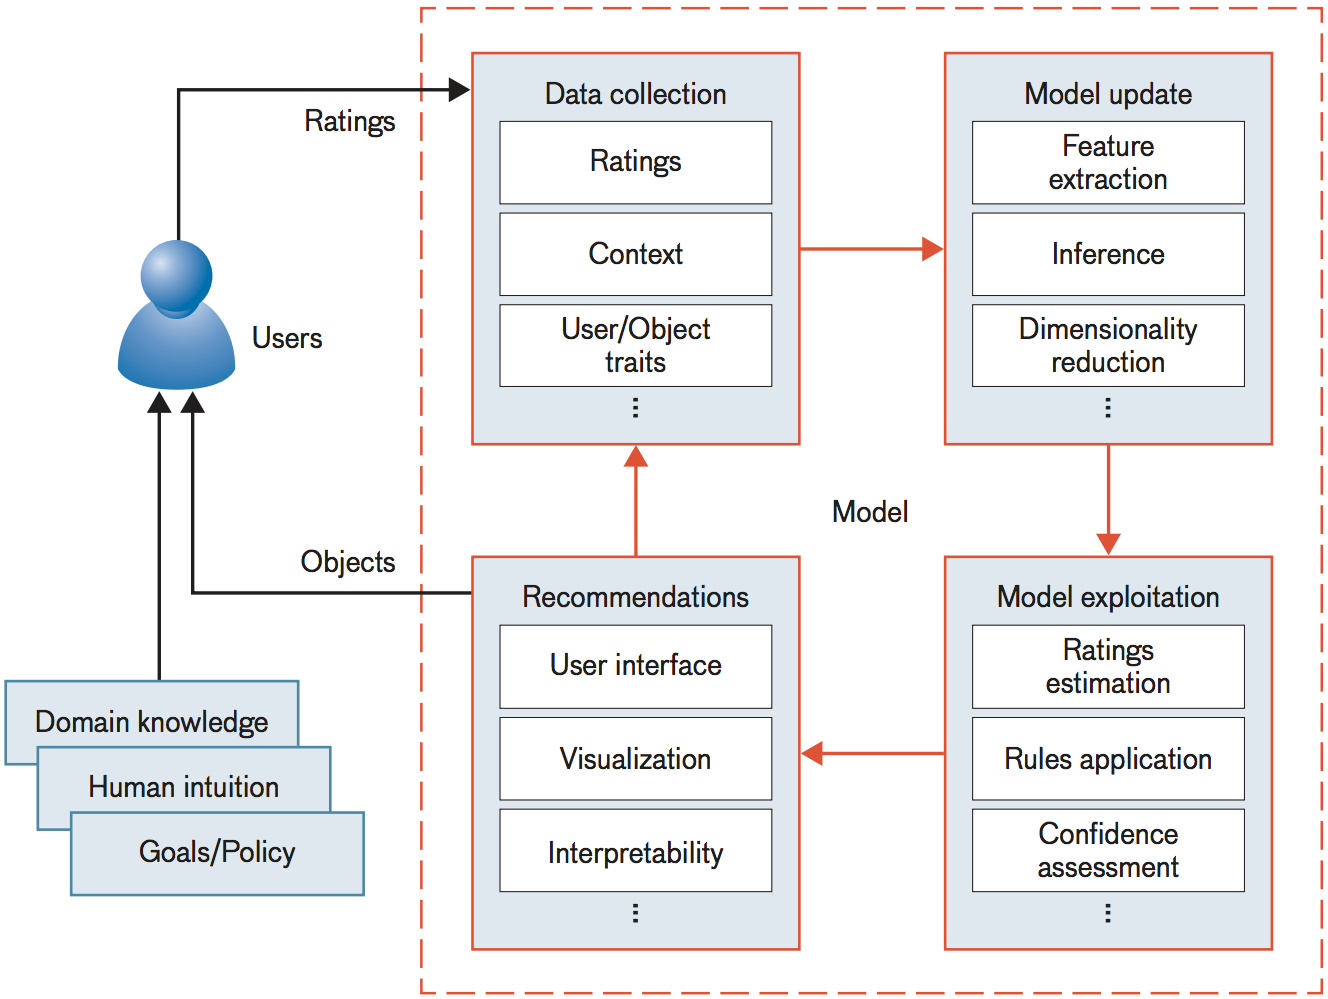 Ratings
Users
Objects
Domain knowledge
Human intuition
Goals/Policy
Data collection
Ratings
Context
User/Object
traits
Model update
Feature
extraction
Inference
Dimensionality
reduction
Model
Recommendations
User interface
Visualization
Interpretability
Model exploitation
Ratings
estimation
Rules application
Confidence
assessment